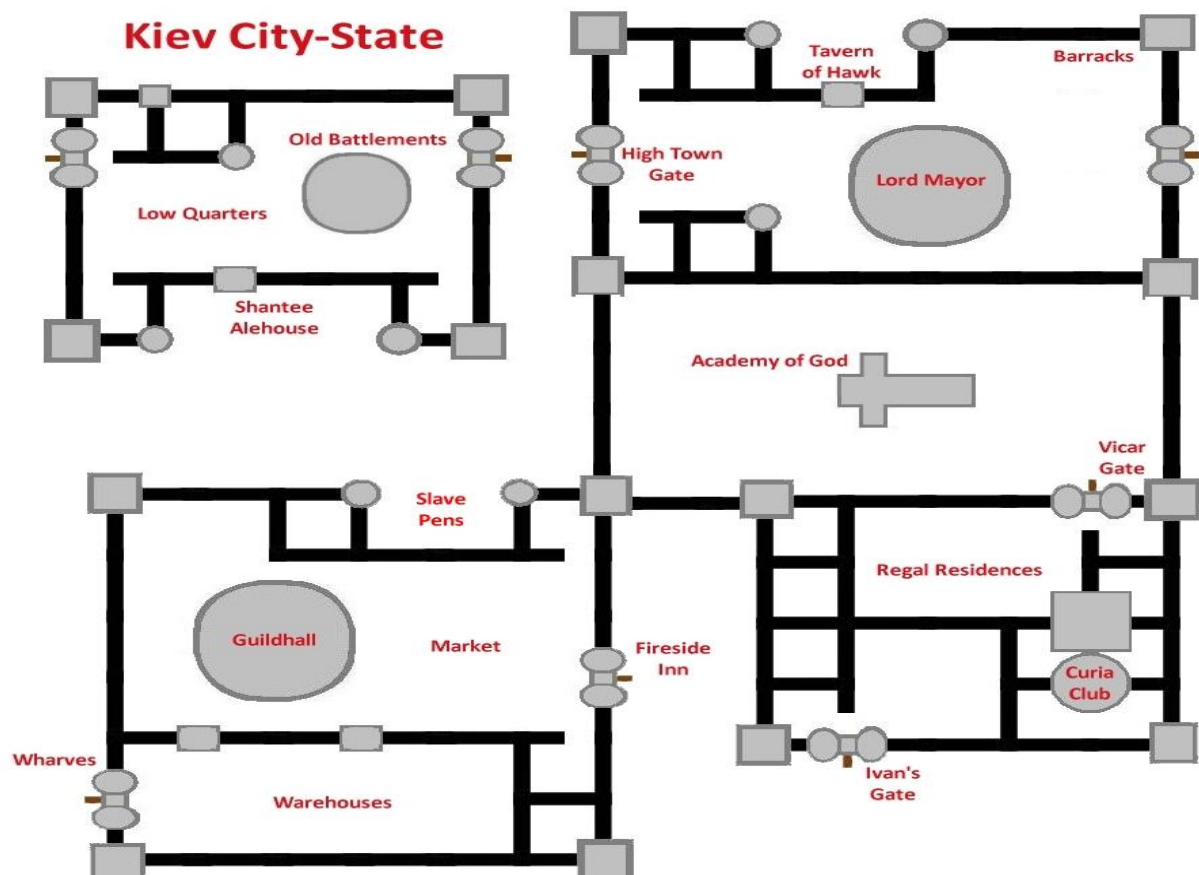 Kiev City-State
Tavern
of Hawk
Barracks
Old Battlements
High Town
Gate
Lord Mayor
Low Quarters
Shantee
Alehouse
Academy of God
Vicar
Gate
Slave
Pens
Regal Residences
Guildhall
Market
Fireside
Inn
Curia
Club
Wharves
Ivan's
Gate
Warehouses